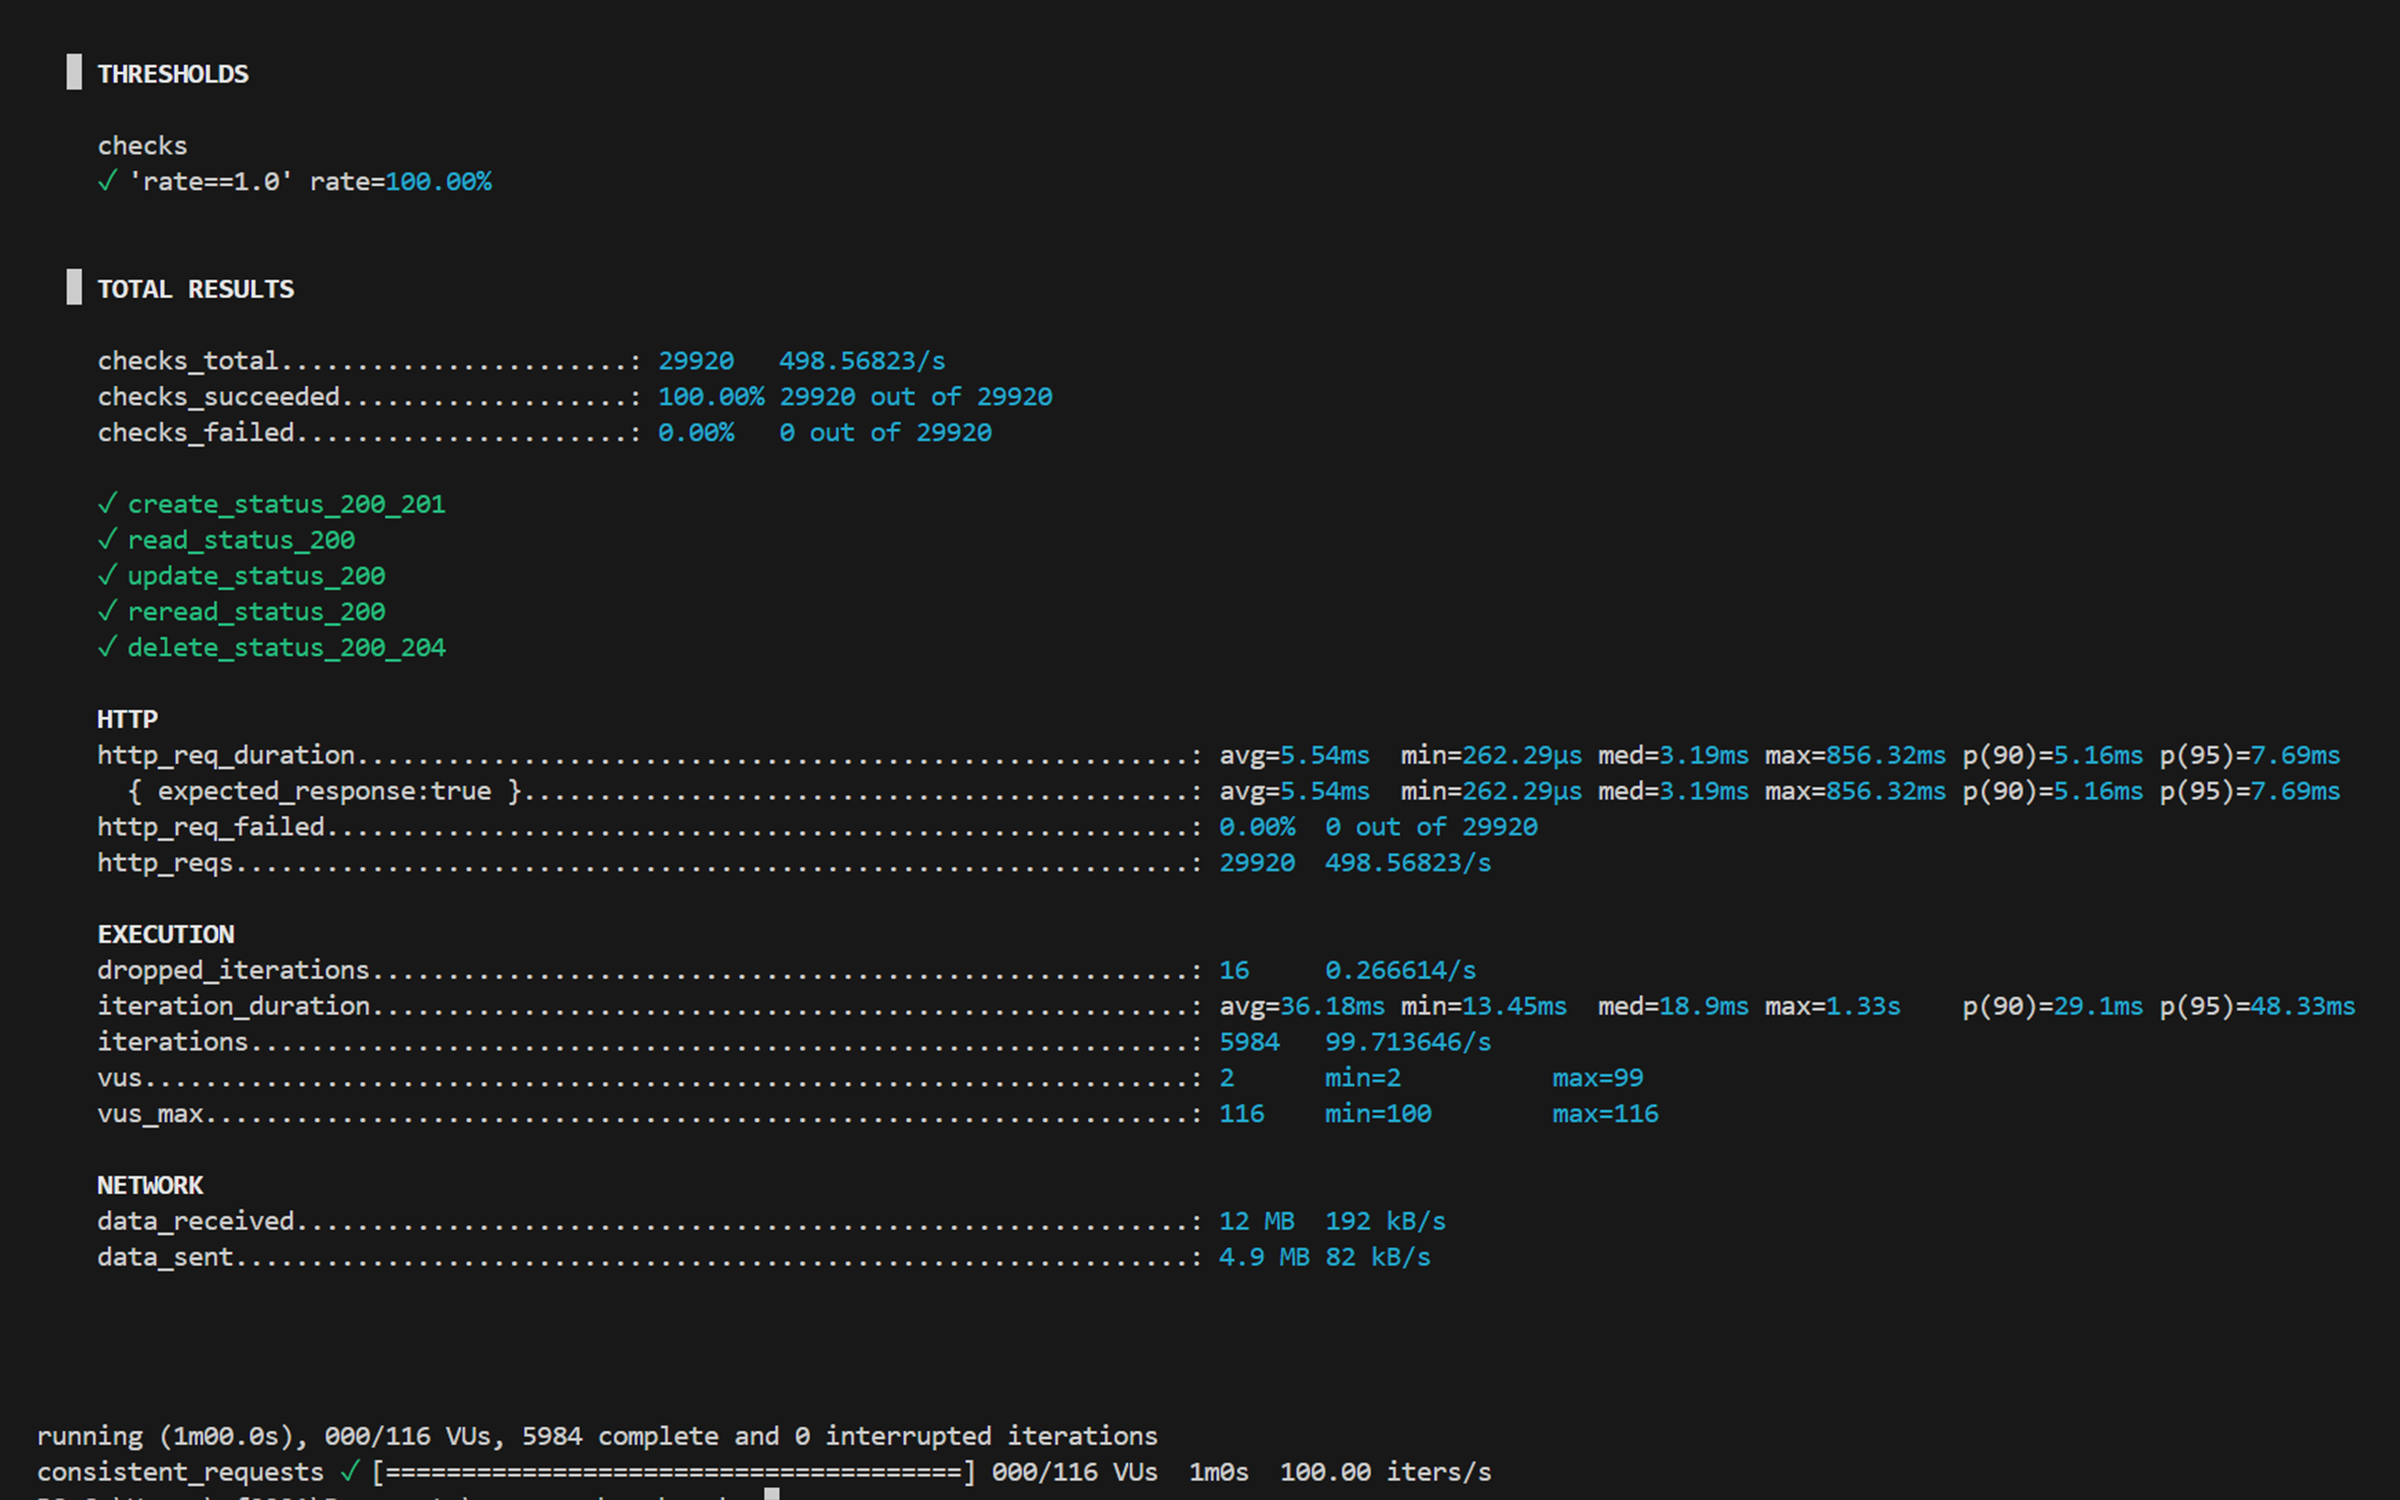 THRESHOLDS
checks
✓ 'rate==1.0' rate=100.00%
TOTAL RESULTS
checks_total.......................: 29920   498.56823/s
checks_succeeded...................: 100.00% 29920 out of 29920
checks_failed......................: 0.00%   0 out of 29920
✓ create_status_200_201
✓ read_status_200
✓ update_status_200
✓ reread_status_200
✓ delete_status_200_204
HTTP
http_req_duration.......................................................: avg=5.54ms  min=262.29µs med=3.19ms max=856.32ms p(90)=5.16ms p(95)=7.69ms
{ expected_response:true }............................................: avg=5.54ms  min=262.29µs med=3.19ms max=856.32ms p(90)=5.16ms p(95)=7.69ms
http_req_failed.........................................................: 0.00%  0 out of 29920
http_reqs...............................................................: 29920  498.56823/s
EXECUTION
dropped_iterations......................................................: 16     0.266614/s
iteration_duration......................................................: avg=36.18ms min=13.45ms  med=18.9ms max=1.33s    p(90)=29.1ms p(95)=48.33ms
iterations..............................................................: 5984   99.713646/s
vus.....................................................................: 2      min=2          max=99
vus_max.................................................................: 116    min=100        max=116
NETWORK
data_received...........................................................: 12 MB  192 kB/s
data_sent...............................................................: 4.9 MB 82 kB/s
running (1m00.0s), 000/116 VUs, 5984 complete and 0 interrupted iterations
consistent_requests ✓ [======================================] 000/116 VUs  1m0s  100.00 iters/s